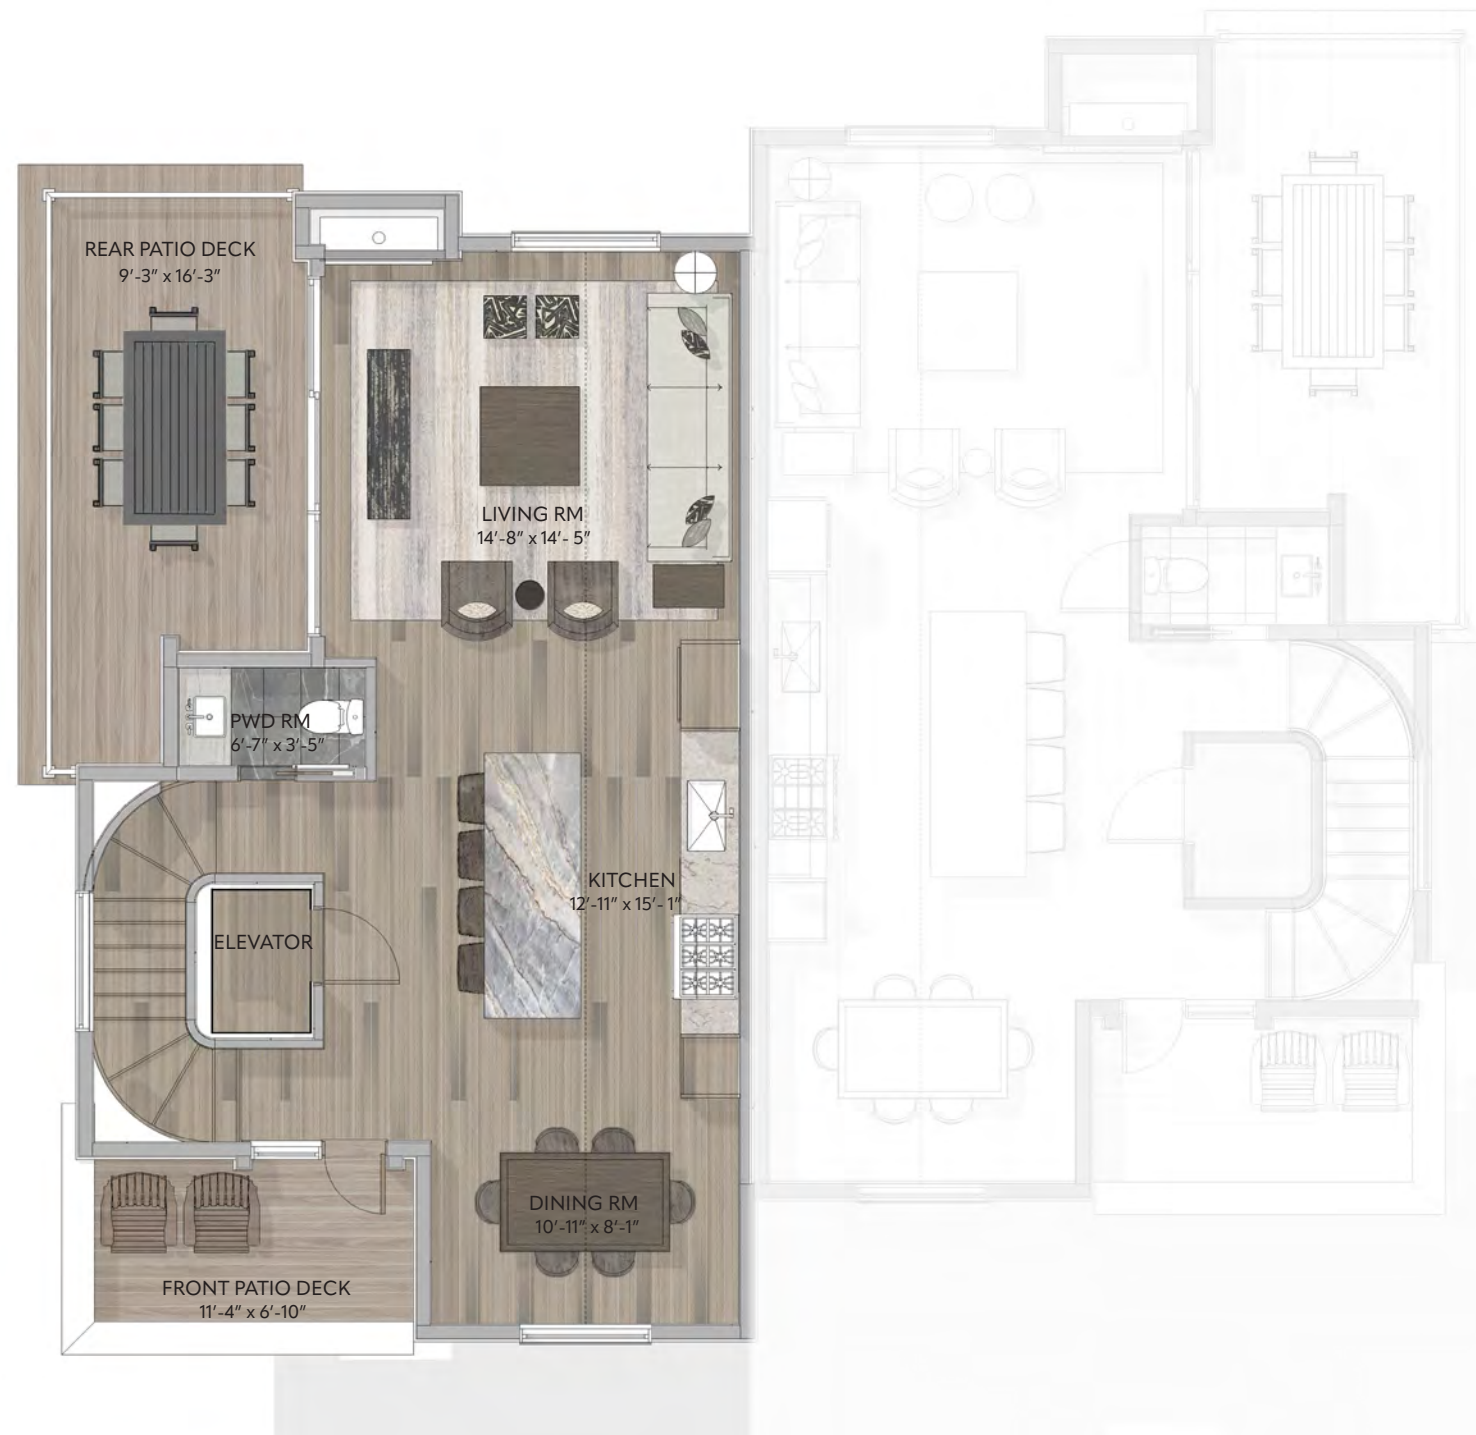 REAR PATIO DECK
9'-3" x 16'-3"
LIVING RM
14'-8" x 14'- 5"
PWD RM
6'-7" x 3'-5"
KITCHEN
12'-11" x 15'- 1"
ELEVATOR
DINING RM
10'-11" x 8'-1"
FRONT PATIO DECK
11'-4" x 6'-10"